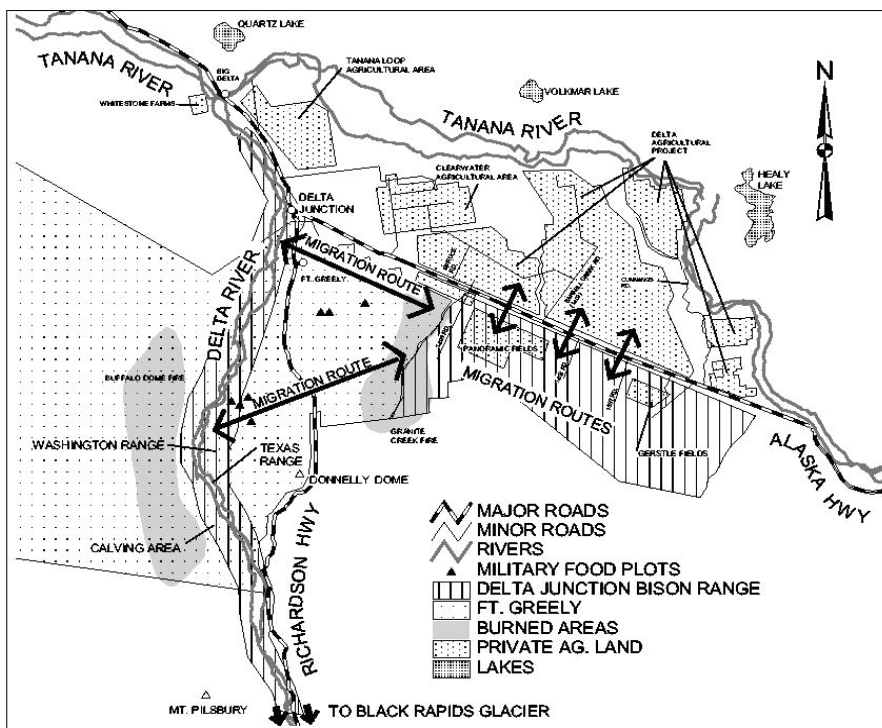 QUARTZ LAKE
TANANA RIVER
BIG
DELTA
TANANA LOOP
AGRICULTURAL AREA
WHITESTONE FARMS
VOLKMAR LAKE
TANANA RIVER
N
DELTA
AGRICULTURAL
PROJECT
CLEARWATER
AGRICULTURAL AREA
HEALY
LAKE
DELTA
JUNCTION
MIGRATION ROUTE
FT. GREELY
DELTA RIVER
CUMMINGS
RD.
PANORAMIC FIELDS
BUFFALO DOME FIRE
MIGRATION ROUTE
MIGRATION ROUTES
GRANITE
CREEK FIRE
WASHINGTON RANGE
TEXAS
RANGE
GERSTLE FIELDS
ALASKA HWY
DONNELLY DOME
CALVING AREA
RICHARDSON HWY
MAJOR ROADS
MINOR ROADS
RIVERS
MILITARY FOOD PLOTS
DELTA JUNCTION BISON RANGE
FT. GREELY
BURNED AREAS
PRIVATE AG. LAND
LAKES
MT. PILSBURY
TO BLACK RAPIDS GLACIER